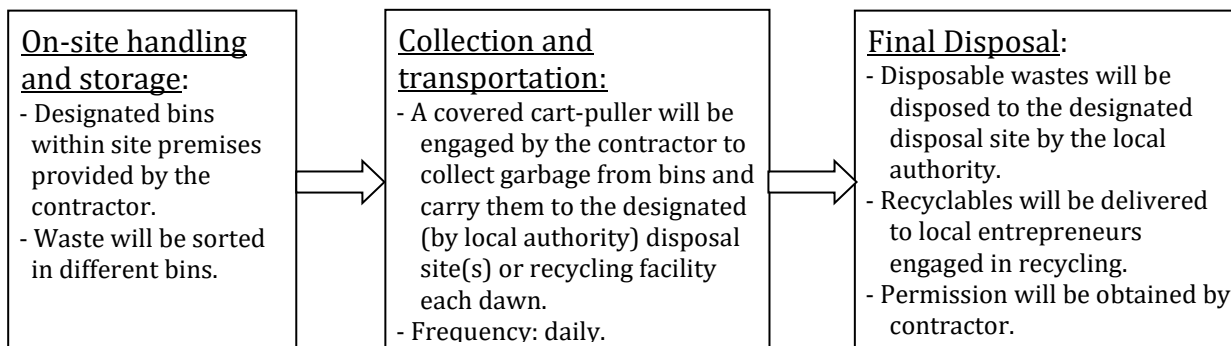 On-site handling
and storage:
- Designated bins
within site premises
provided by the
contractor.
- Waste will be sorted
in different bins.
Collection and
transportation:
- A covered cart-puller will be
engaged by the contractor to
collect garbage from bins and
carry them to the designated
(by local authority) disposal
site(s) or recycling facility
each dawn.
- Frequency: daily.
Final Disposal:
- Disposable wastes will be
disposed to the designated
disposal site by the local
authority.
- Recyclables will be delivered
to local entrepreneurs
engaged in recycling.
- Permission will be obtained by
contractor.